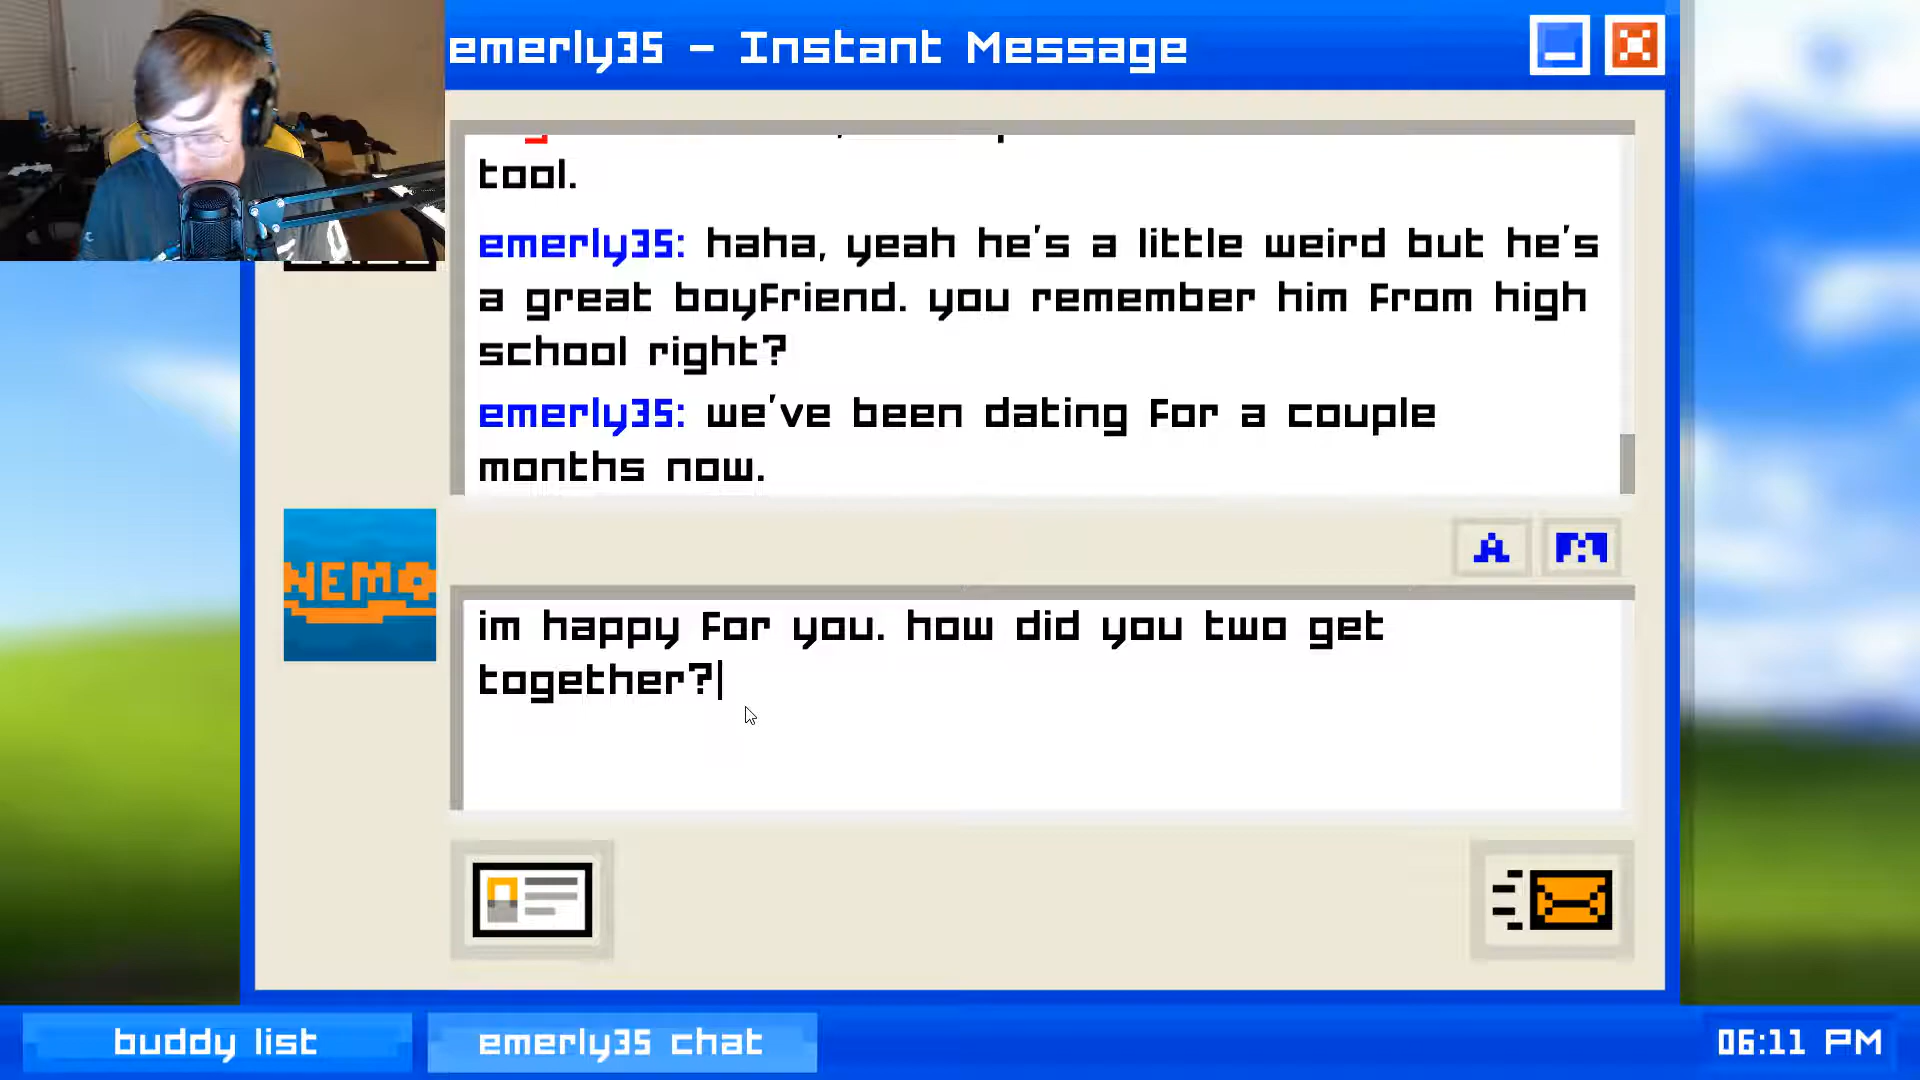 emerly35 - Instant Message
tool.
emerly35: haha, yeah he's a little weird but he's
a great boyfriend. you remember him from high
school right?
emerly35: we've been dating for a couple
months now.
A
NEMO
im happy for you. how did you two get
together?
buddy list
emerly35 chat
06:11 PM